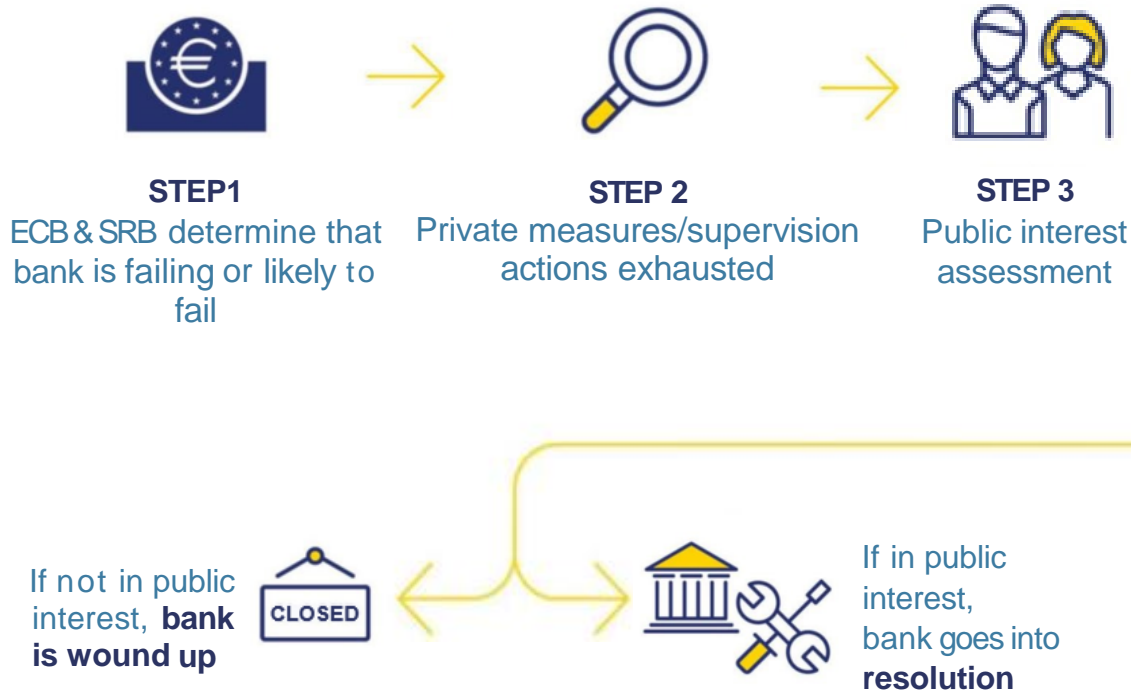 STEP1
ECB & SRB determine that
bank is failing or likely to
fail
STEP 2
Private measures/supervision
actions exhausted
STEP 3
Public interest
assessment
If not in public
interest, bank
is wound up
CLOSED
If in public
interest,
bank goes into
resolution